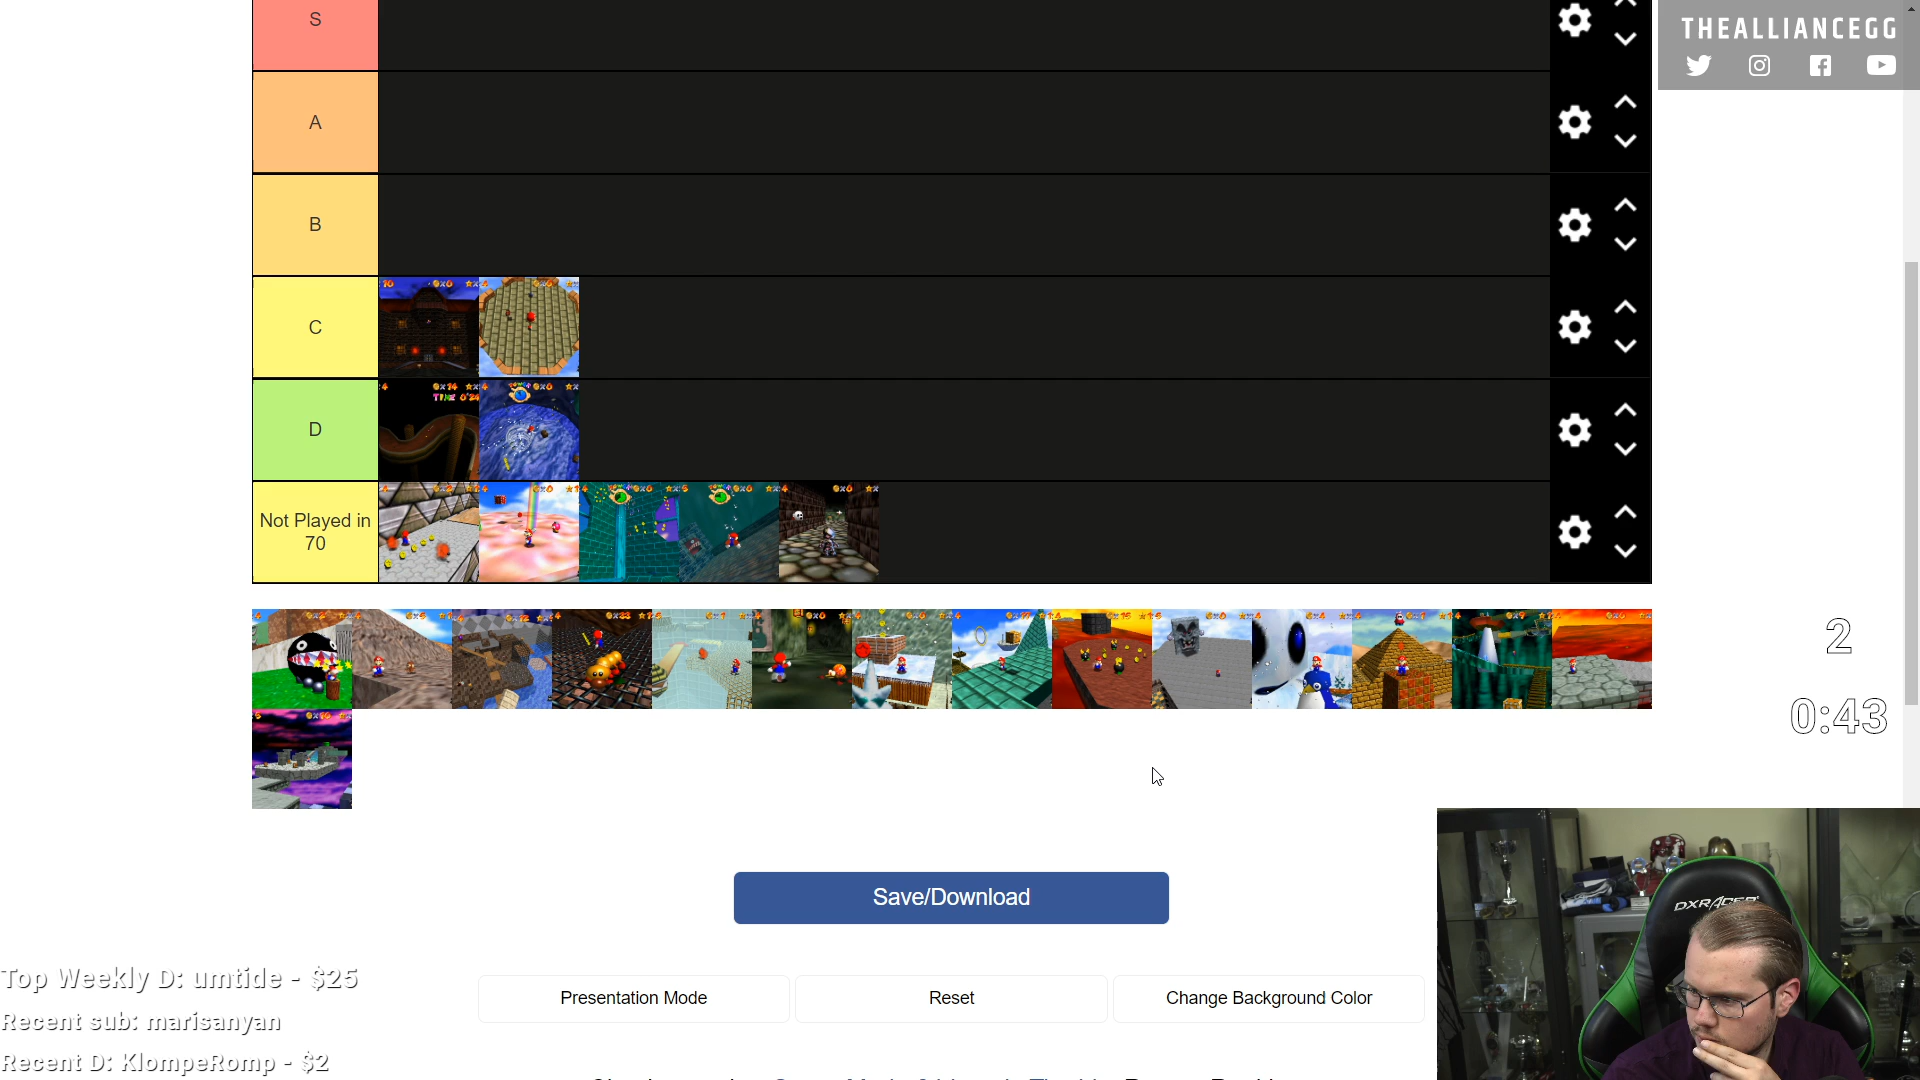 S
THEALLIANCEGG
A
B
C
D
Not Played in
70
2
0:43
Save/Download
DXRACER
Top Weekly D: umtide - $25
Presentation Mode
Reset
Change Background Color
Recent sub: marisanyan
Recent D: KlompeRomp - $2